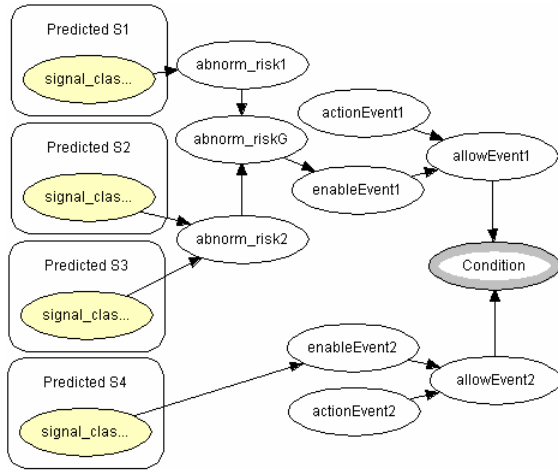 Predicted S1
signal_clas...
abnorm_risk1
Predicted S2
signal_clas...
abnorm_riskG
actionEvent1
allowEvent1
enableEvent1
abnorm_risk2
Predicted S3
signal_clas...
Condition
Predicted S4
signal_clas...
enableEvent2
allowEvent2
actionEvent2